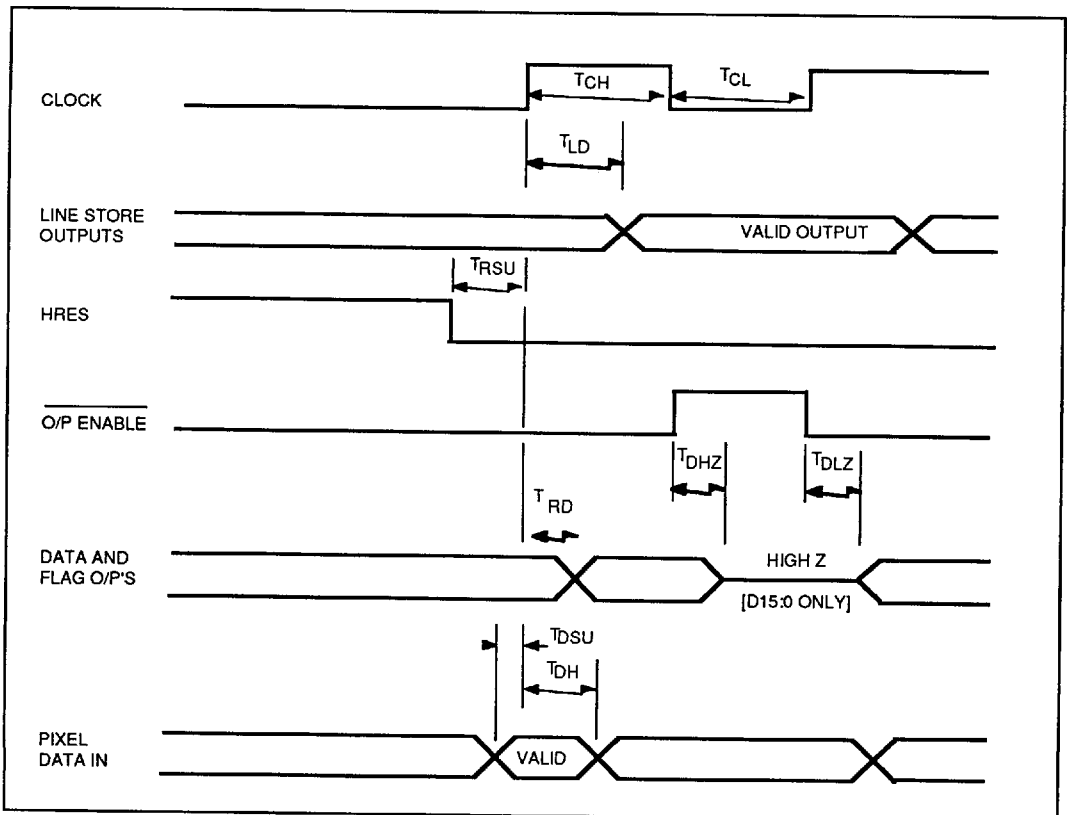 CLOCK
TCH
TCL
TLD
LINE STORE
OUTPUTS
VALID OUTPUT
TRSU
HRES
O/P ENABLE
TDHZ
TDLZ
T RD
DATA AND
FLAG O/P'S
HIGH Z
[D15:0 ONLY]
TDSU
TDH
PIXEL
DATA IN
VALID